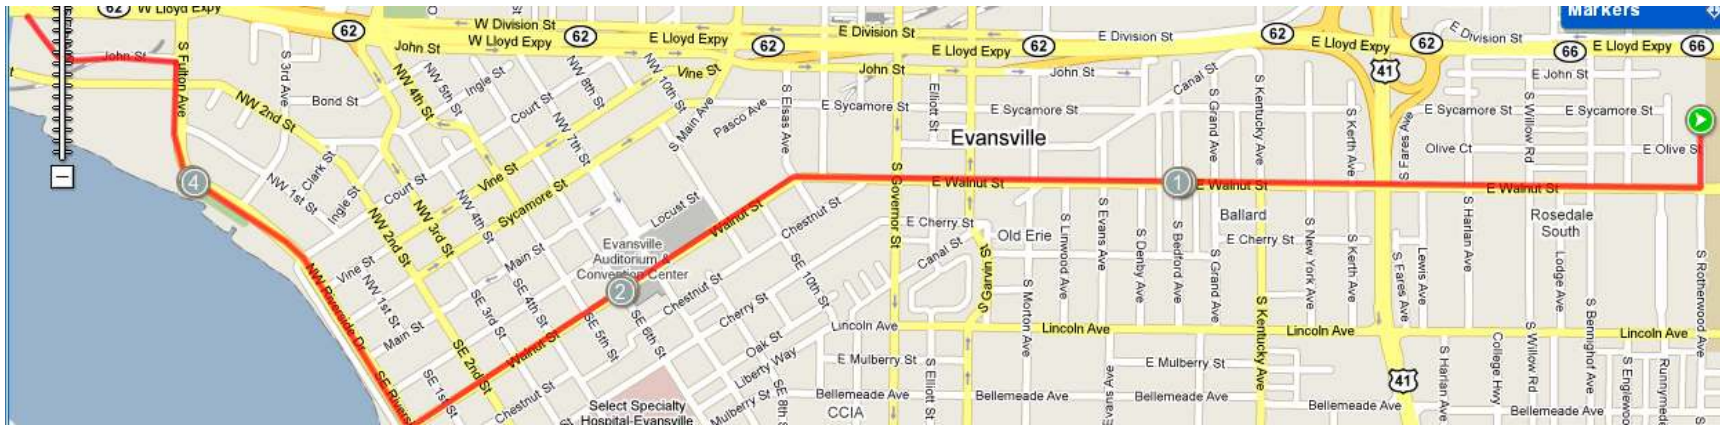 62
W Lloyd Expy
62
W Division St
W Lloyd Expy
62
E Lloyd Expy
62
E Division St
E Lloyd Expy
62
E Division St
62
E Lloyd Expy
62
E Division St
66
E Lloyd Expy
66
Markers
John St
S Fulton Ave
S 3rd Ave
Bond St
John St
NW 4th St
NW 5th St
Ingle St
Court St
NW 8th St
NW 10th St
Vine St
S Main Ave
Pasco Ave
S Elsas Ave
John St
E Sycamore St
Elliott St
John St
E Sycamore St
Canal St
S Grand Ave
S Kentucky Ave
S Kerth Ave
41
S Fares Ave
E John St
E Sycamore St
S Willow Rd
E Sycamore St
Olive Ct
E Olive St
Evansville
NW 2nd St
NW 7th St
Clark St
NW 1st St
Ingle St
Court St
Vine St
Sycamore St
NW 2nd St
NW 3rd St
NW 4th St
Locust St
Walnut St
Chestnut St
4
E Walnut St
1
E Walnut St
E Walnut St
S Governor St
E Cherry St
Canal St
S Garvin St
Old Erie
S Linwood Ave
S Evans Ave
S Denby Ave
S Bedford Ave
S Grand Ave
Ballard
E Cherry St
S New York Ave
S Kerth Ave
S Fares Ave
Lewis Ave
S Harlan Ave
Rosedale
South
Lodge Ave
S Bennighof Ave
S Rotherwood Ave
Evansville
Auditorium &
Convention Center
2
Main St
Vine St
NW 1st St
NW Riverside Dr
Main St
SE 3rd St
SE 4th St
SE 5th St
SE 6th St
SE 10th St
Chestnut St
Cherry St
Oak St
Liberty Way
Walnut St
SE 2nd St
SE 1st St
SE Rivers
Chestnut St
Mulberry St
SE 8th S
Select Specialty
Hospital-Evansville
CCIA
Lincoln Ave
Lincoln Ave
Lincoln Ave
Lincoln Ave
S Morton Ave
S Kentucky Ave
E Mulberry St
E Mulberry St
S Elliott St
Bellemeade Ave
Evans Ave
Bellemeade Ave
Bellemeade Ave
41
S Harlan Ave
College Hwy
S Willow Rd
Bellemeade Ave
S Englewoo
Runnymede